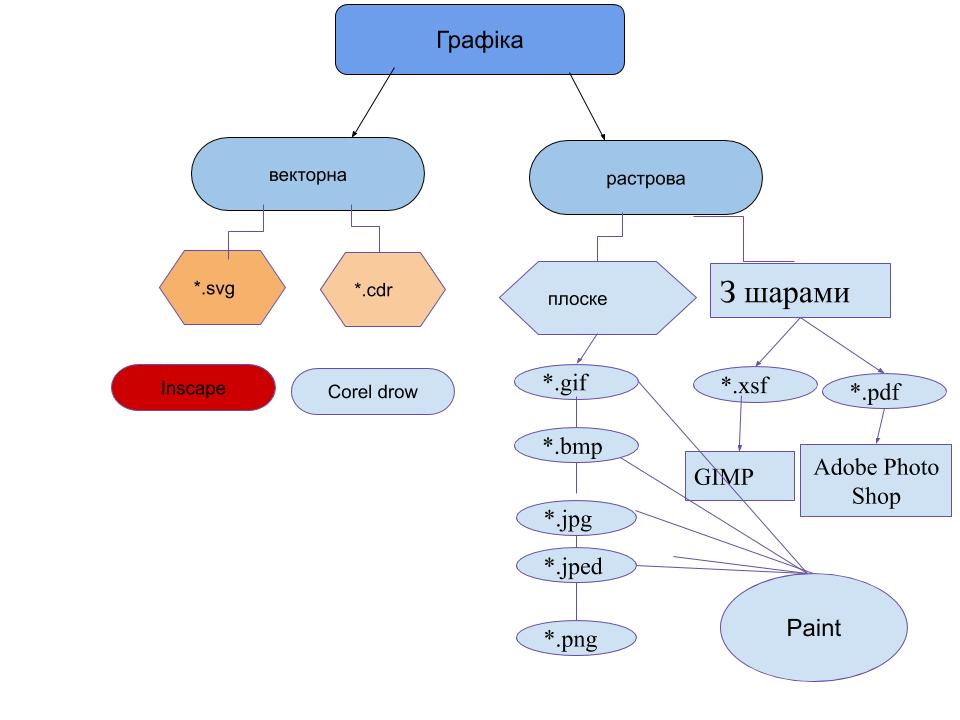 Графіка
векторна
растрова
*.svg
*.cdr
плоске
З шарами
Inscape
Corel drow
*.gif
*.xsf
*.pdf
*.bmp
GIMP
Adobe Photo
Shop
*.jpg
*.jped
*.png
Paint